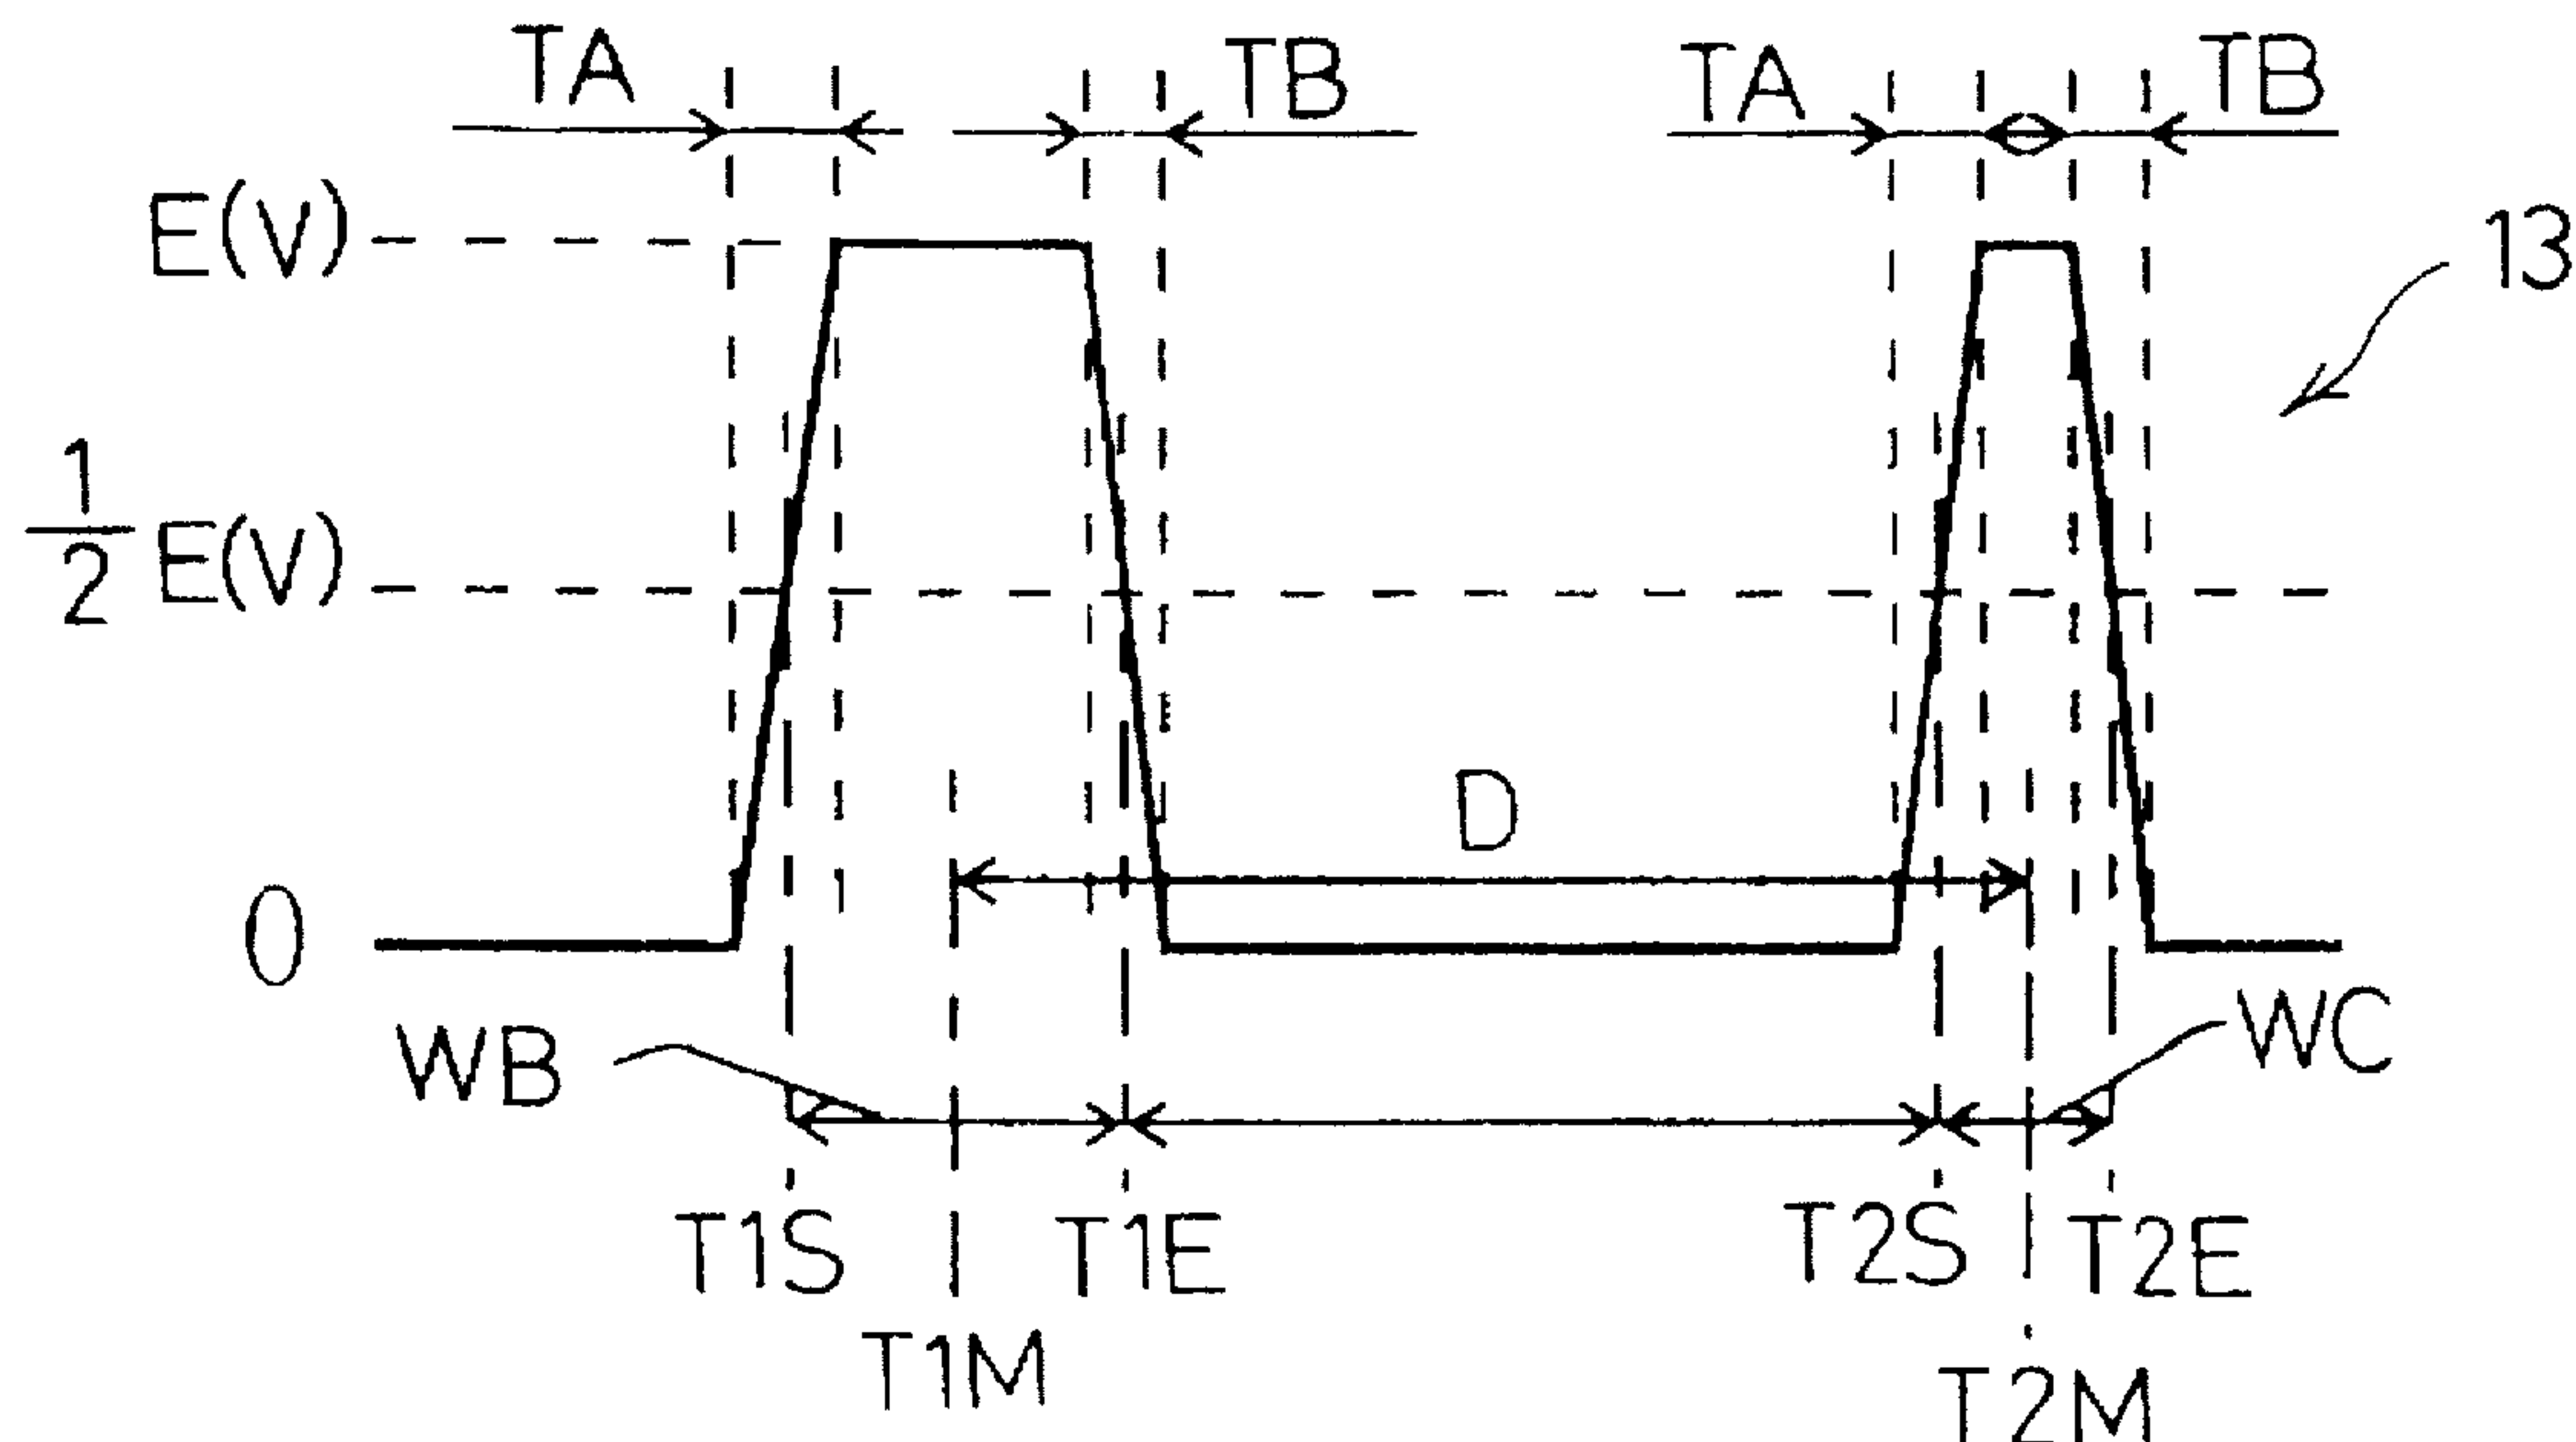 TA TB TA TB
E(V)
13
1/2 E(V)
D
0
WB WC
T1S T1E T2S T2E
T1M T2M